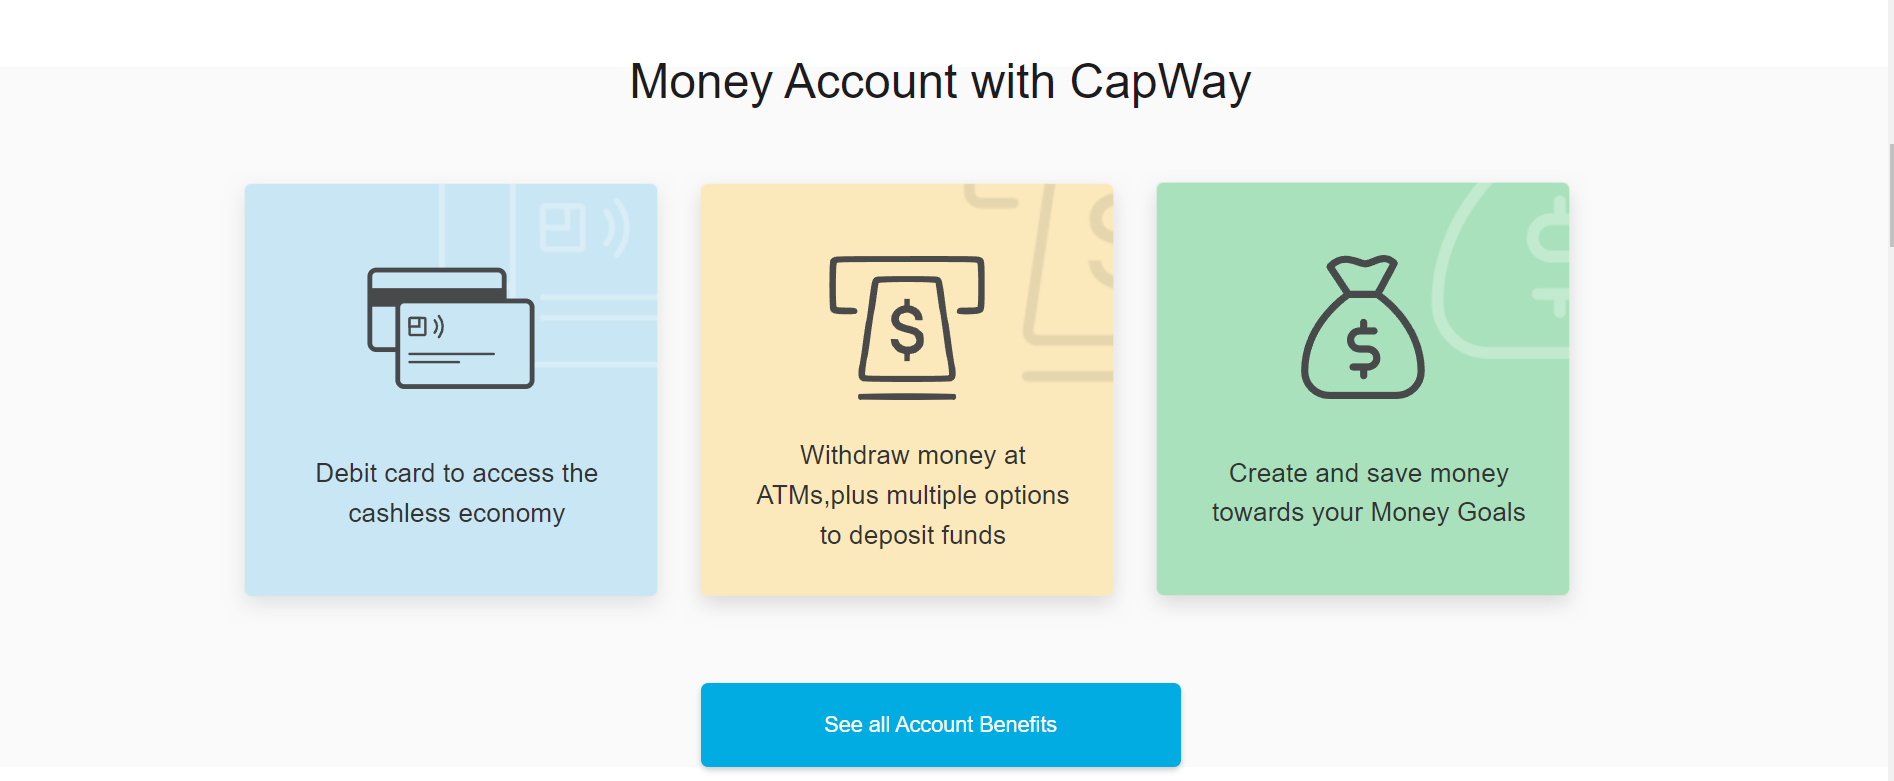 Money Account with CapWay
Debit card to access the
cashless economy
Withdraw money at
ATMs,plus multiple options
to deposit funds
Create and save money
towards your Money Goals
See all Account Benefits